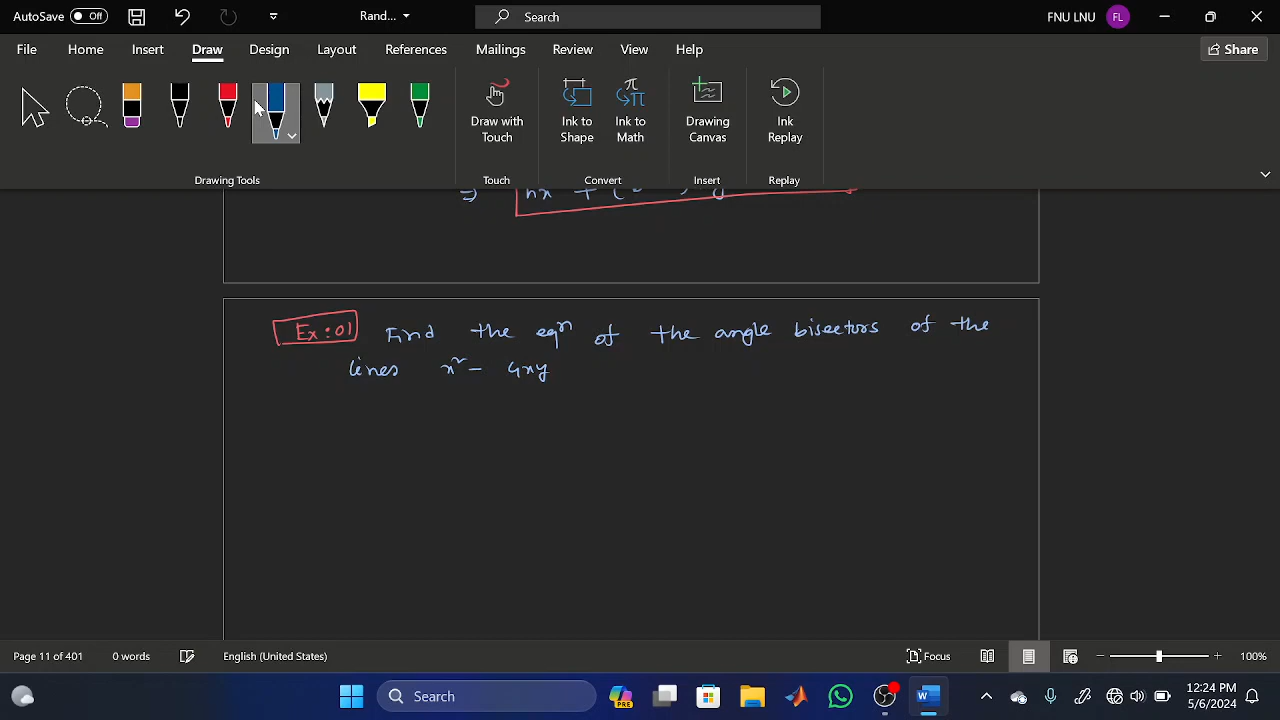 AutoSave Off Rand... Search FNU LNU FL
File Home Insert Draw Design Layout References Mailings Review View Help Share
Draw with Touch Ink to Shape Ink to Math Drawing Canvas Ink Replay
Drawing Tools Touch Convert Insert Replay
⇒ hx + (
Ex: 01 Find the eqⁿ of the angle bisectors of the
lines x² - 4xy
Page 11 of 401 0 words English (United States) Focus 100%
Search PRE 12:24 PM
5/6/2024